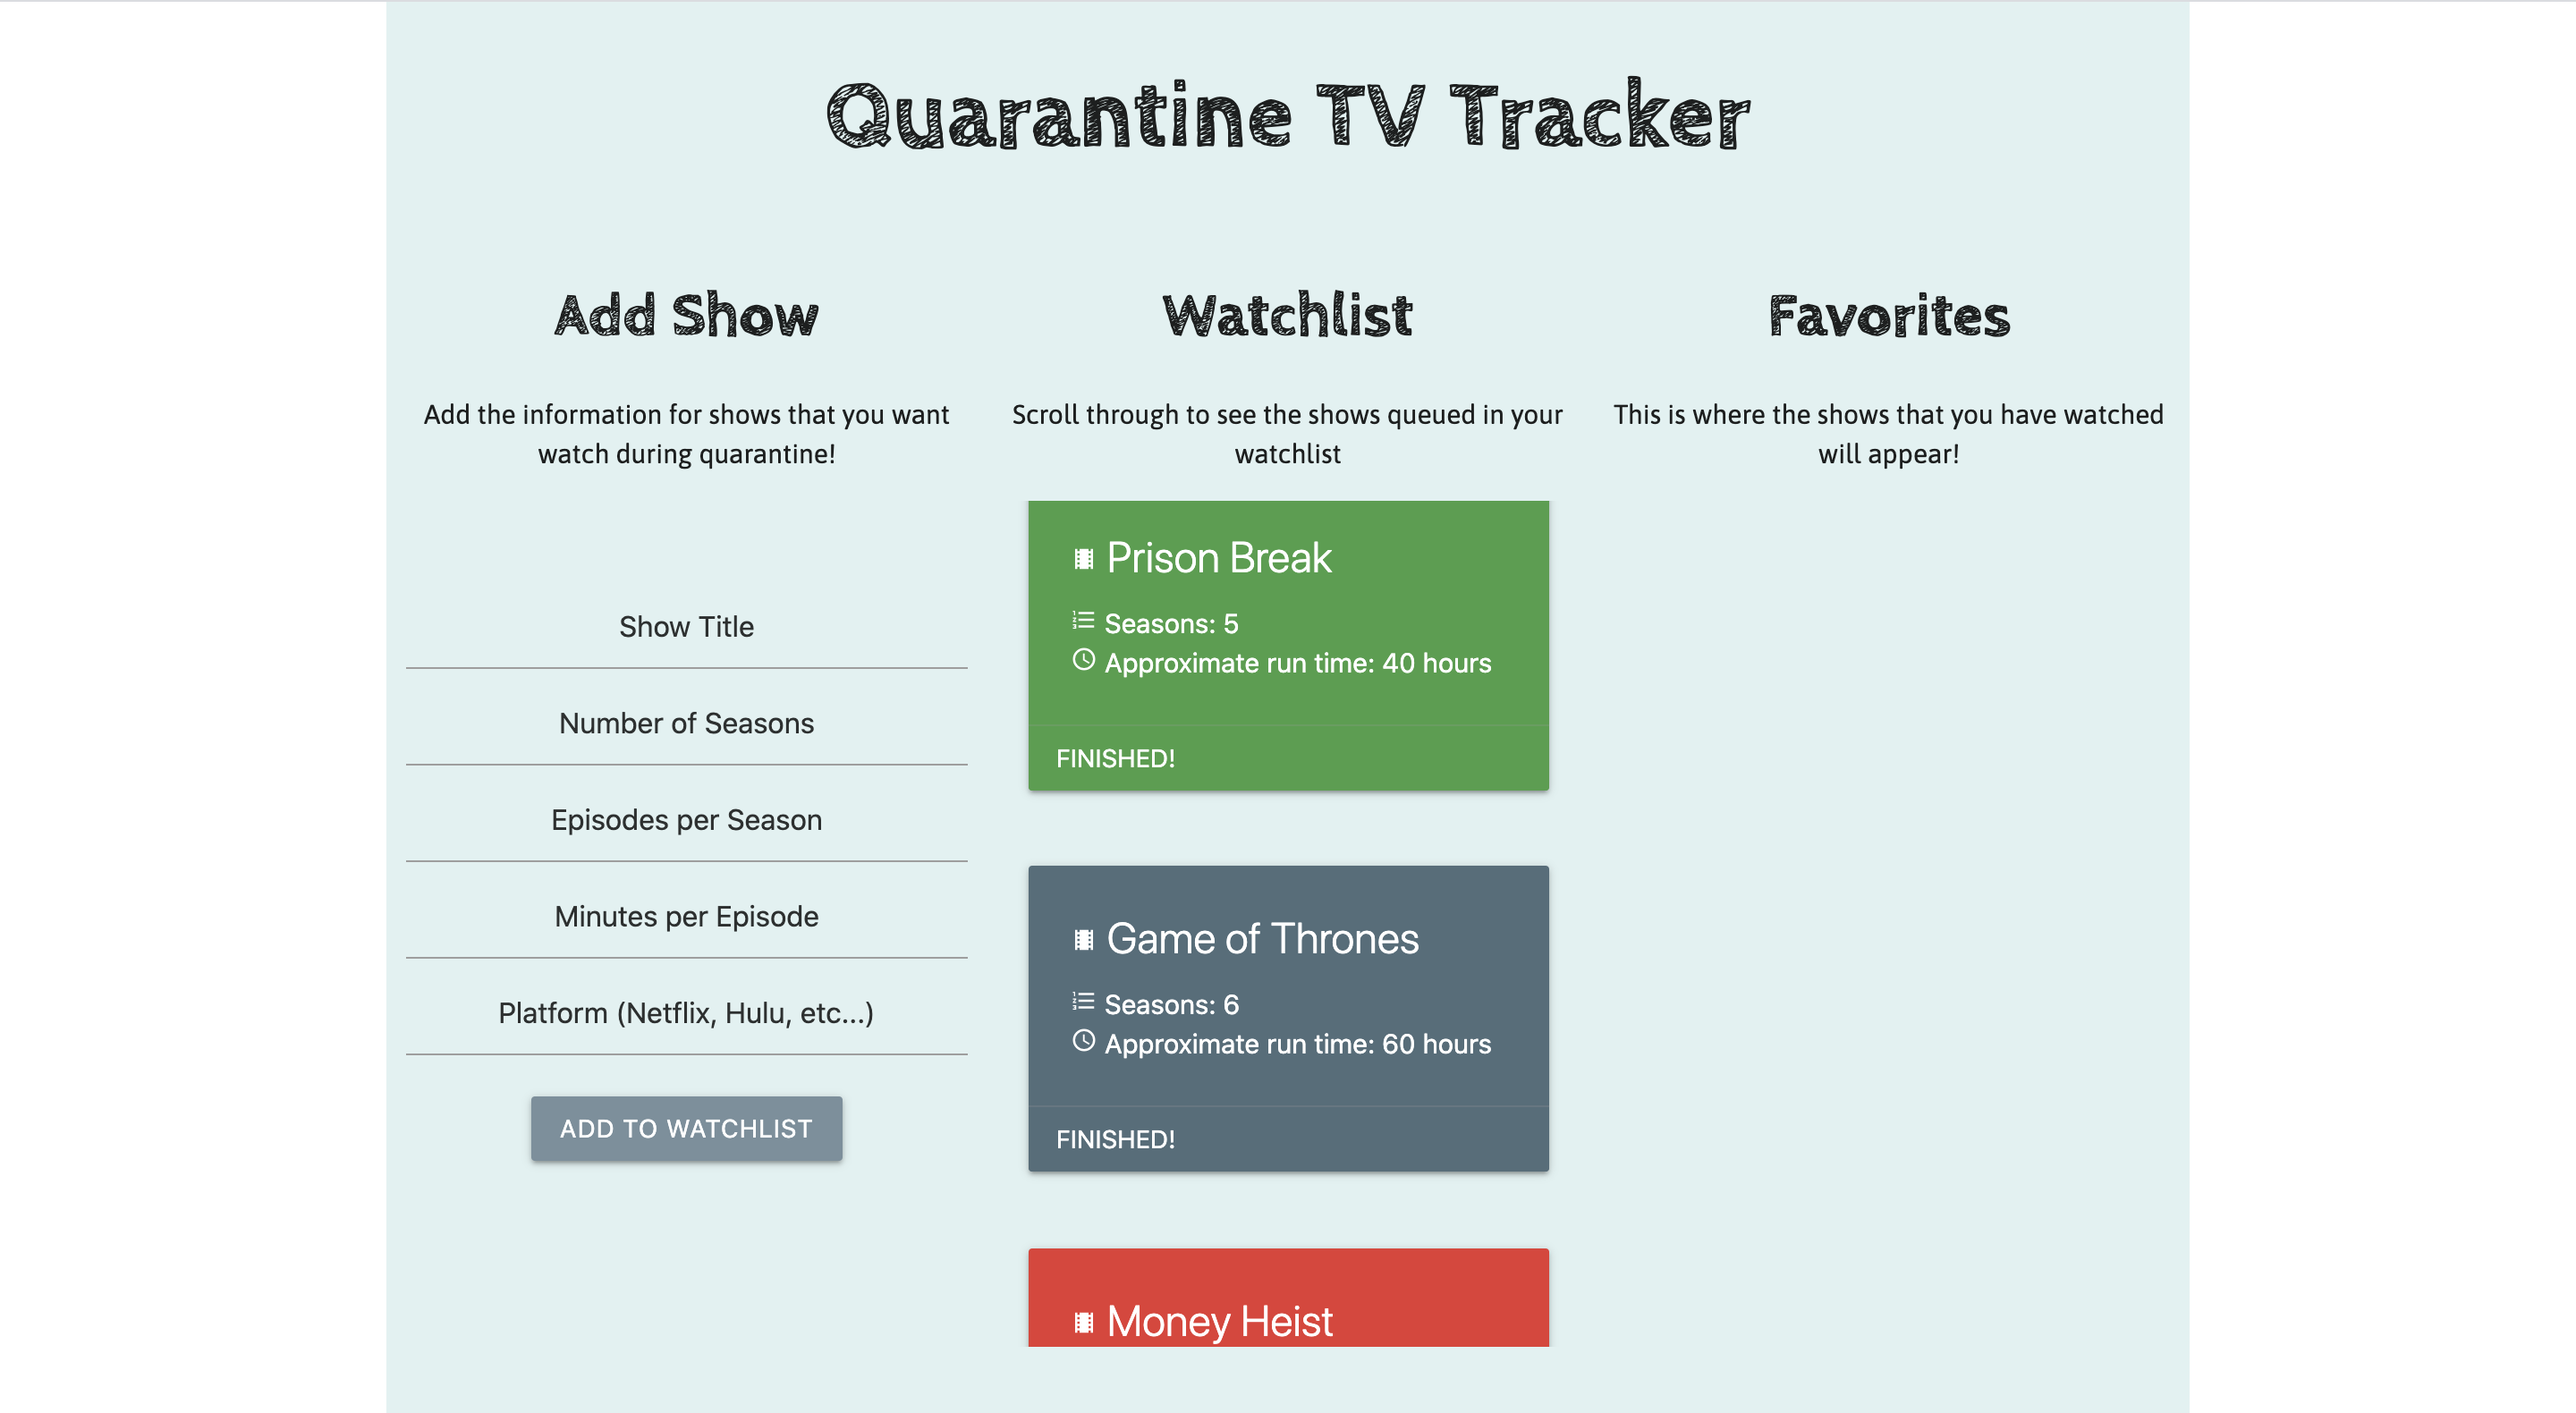 Quarantine TV Tracker
Add Show
Add the information for shows that you want
watch during quarantine!
Show Title
Number of Seasons
Episodes per Season
Minutes per Episode
Platform (Netflix, Hulu, etc...)
ADD TO WATCHLIST
Watchlist
Scroll through to see the shows queued in your
watchlist
Prison Break
Seasons: 5
Approximate run time: 40 hours
FINISHED!
Game of Thrones
Seasons: 6
Approximate run time: 60 hours
FINISHED!
Money Heist
Favorites
This is where the shows that you have watched
will appear!